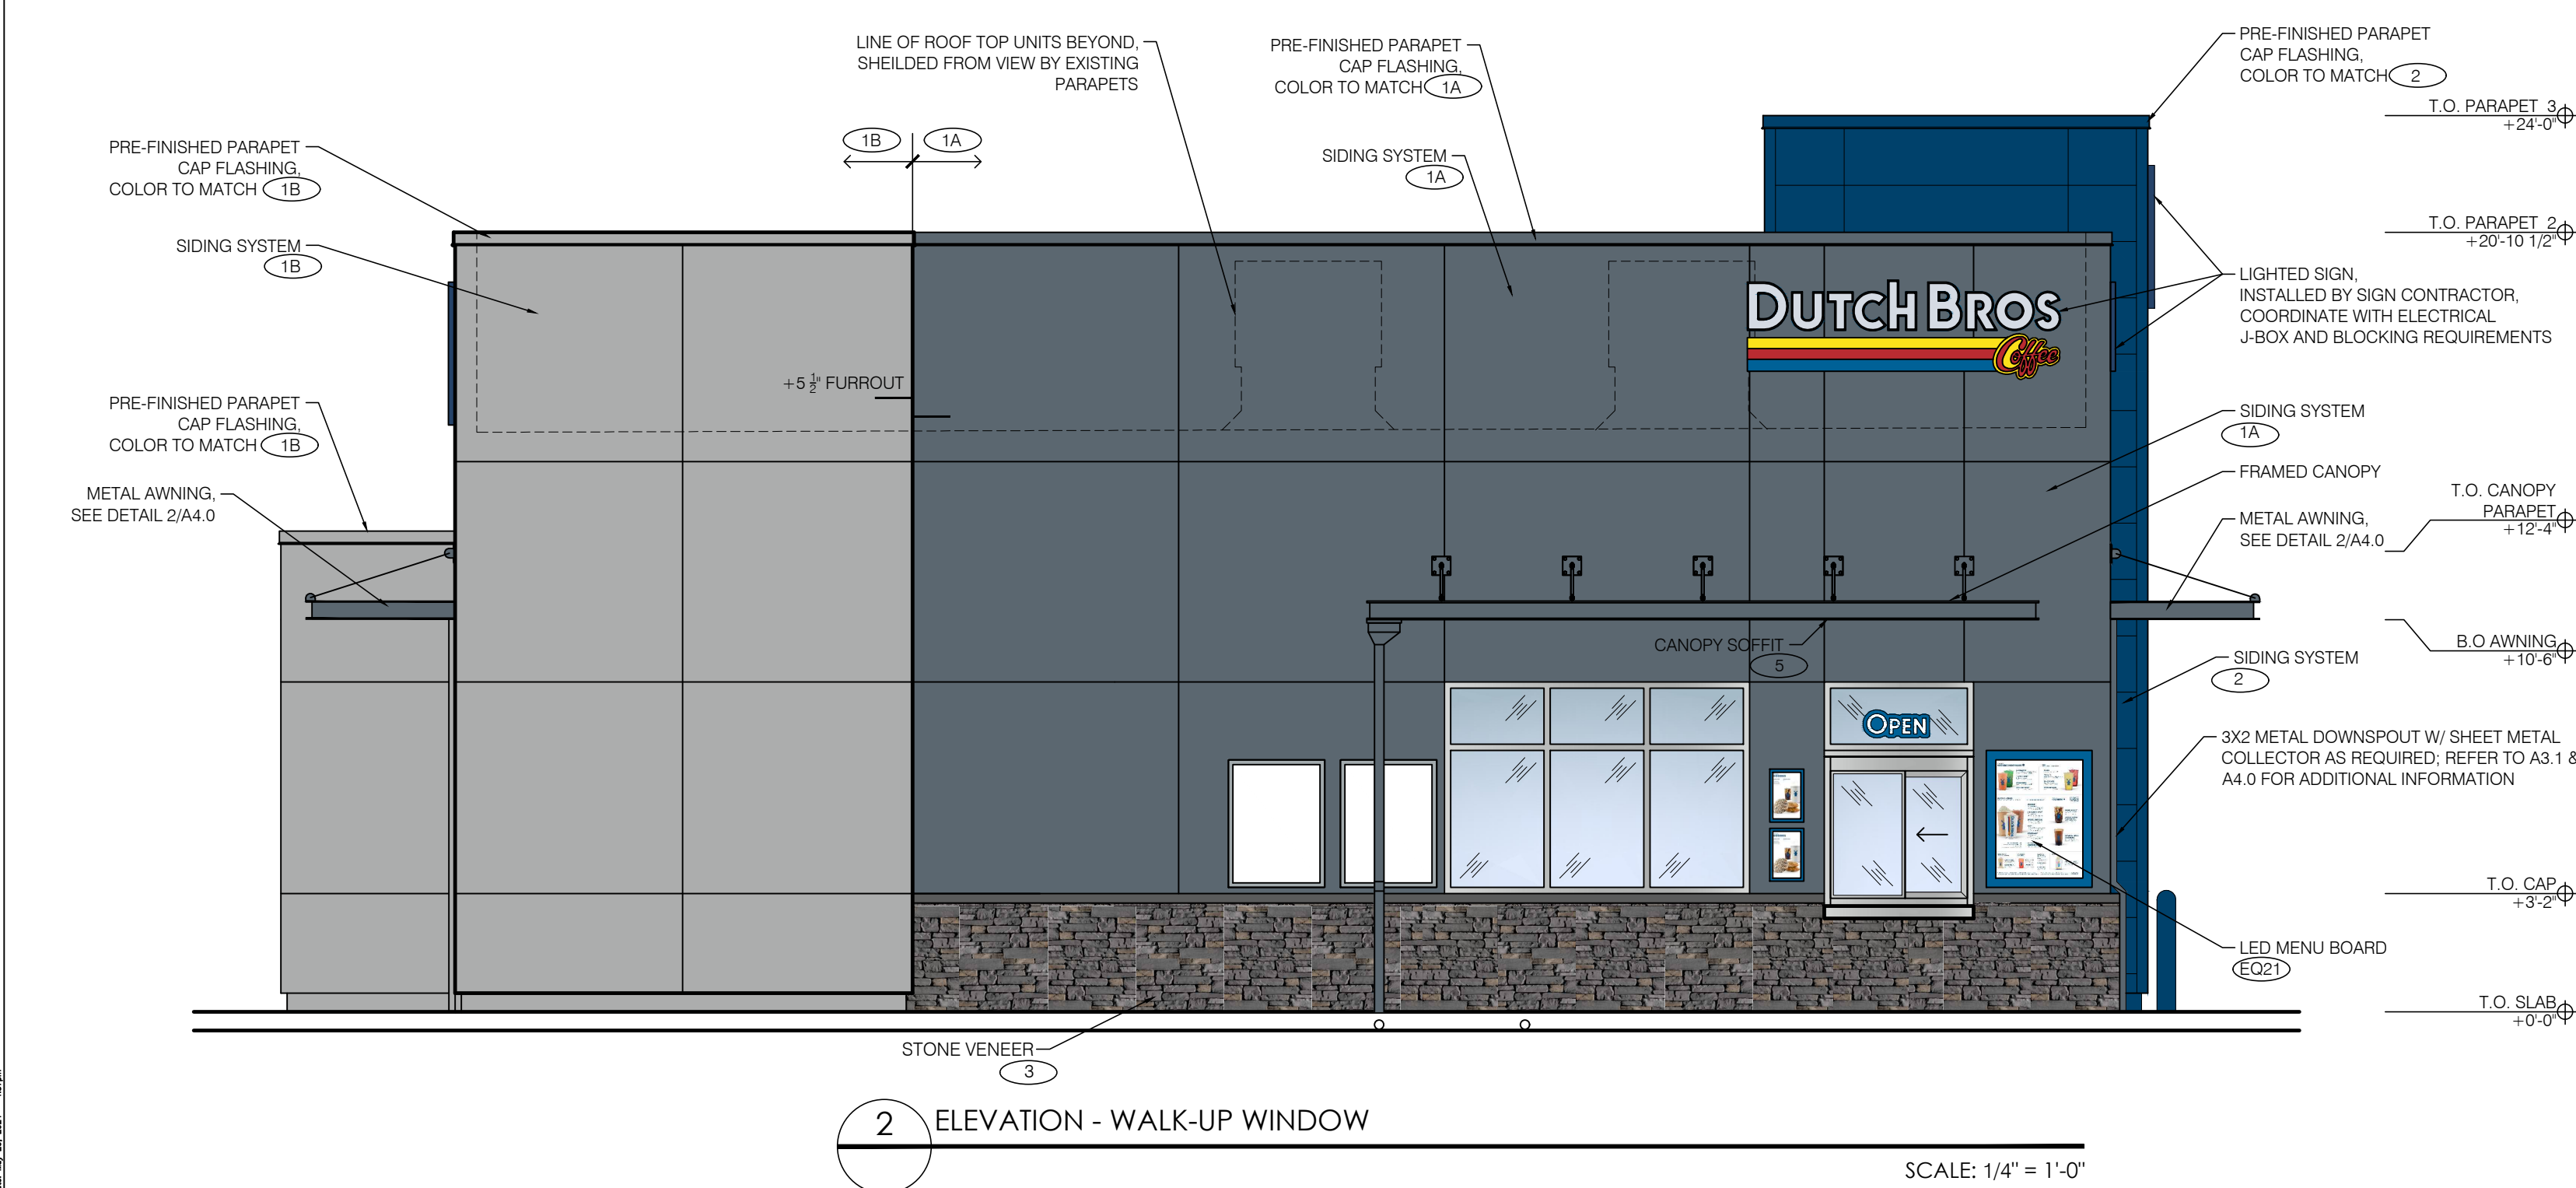 LINE OF ROOF TOP UNITS BEYOND,
SHEILDED FROM VIEW BY EXISTING
PARAPETS
PRE-FINISHED PARAPET
CAP FLASHING,
COLOR TO MATCH 1A
PRE-FINISHED PARAPET
CAP FLASHING,
COLOR TO MATCH 2
T.O. PARAPET 3
+24'-0"
PRE-FINISHED PARAPET
CAP FLASHING,
COLOR TO MATCH 1B
1B
1A
SIDING SYSTEM
1A
SIDING SYSTEM
1B
T.O. PARAPET 2
+20'-10 1/2"
LIGHTED SIGN,
INSTALLED BY SIGN CONTRACTOR,
COORDINATE WITH ELECTRICAL
J-BOX AND BLOCKING REQUIREMENTS
DUTCH BROS
Coffee
+5 1/2" FURROUT
PRE-FINISHED PARAPET
CAP FLASHING,
COLOR TO MATCH 1B
SIDING SYSTEM
1A
FRAMED CANOPY
METAL AWNING,
SEE DETAIL 2/A4.0
T.O. CANOPY
PARAPET
+12'-4"
METAL AWNING,
SEE DETAIL 2/A4.0
CANOPY SOFFIT
5
B.O AWNING
+10'-6"
SIDING SYSTEM
2
OPEN
3X2 METAL DOWNSPOUT W/ SHEET METAL
COLLECTOR AS REQUIRED; REFER TO A3.1 &
A4.0 FOR ADDITIONAL INFORMATION
T.O. CAP
+3'-2"
LED MENU BOARD
EQ21
T.O. SLAB
+0'-0"
STONE VENEER
3
2
ELEVATION - WALK-UP WINDOW
SCALE: 1/4" = 1'-0"